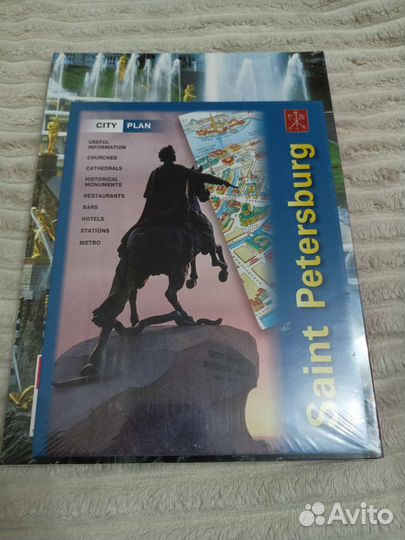 CITY PLAN
USEFUL
INFORMATION
CHURCHES
CATHEDRALS
HISTORICAL
MONUMENTS
RESTAURANTS
BARS
HOTELS
STATIONS
METRO
Saint Petersburg
Avito